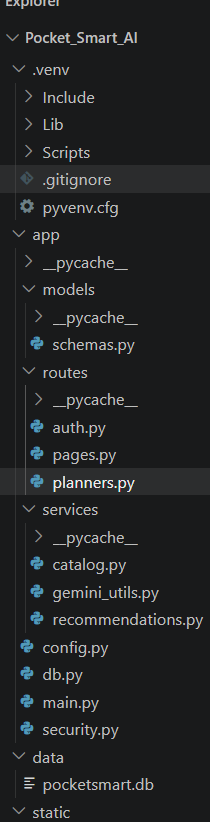 Explorer
Pocket_Smart_AI
.venv
Include
Lib
Scripts
.gitignore
pyvenv.cfg
app
__pycache__
models
__pycache__
schemas.py
routes
__pycache__
auth.py
pages.py
planners.py
services
__pycache__
catalog.py
gemini_utils.py
recommendations.py
config.py
db.py
main.py
security.py
data
pocketsmart.db
static